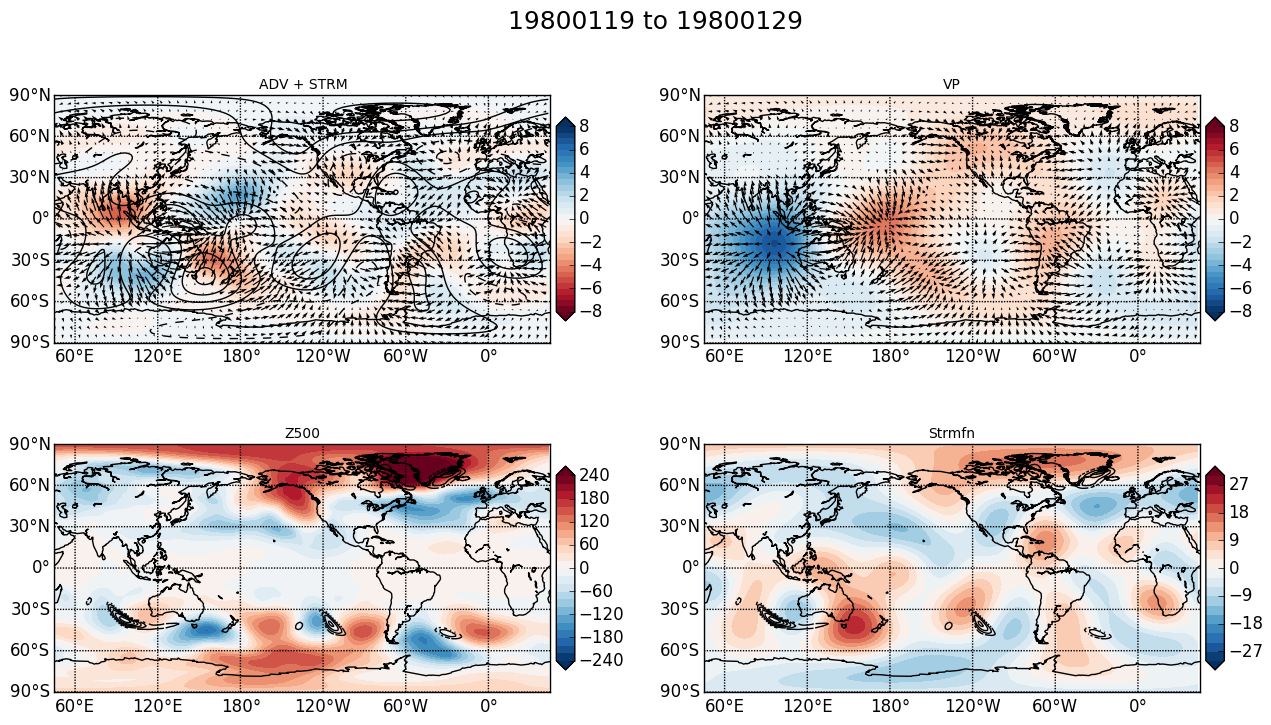 19800119 to 19800129
ADV + STRM
90°N
60°N
30°N
0°
30°S
60°S
90°S
60°E 120°E 180° 120°W 60°W 0°
8
6
4
2
0
−2
−4
−6
−8
VP
90°N
60°N
30°N
0°
30°S
60°S
90°S
60°E 120°E 180° 120°W 60°W 0°
8
6
4
2
0
−2
−4
−6
−8
Z500
90°N
60°N
30°N
0°
30°S
60°S
90°S
60°E 120°E 180° 120°W 60°W 0°
240
180
120
60
0
−60
−120
−180
−240
Strmfn
90°N
60°N
30°N
0°
30°S
60°S
90°S
60°E 120°E 180° 120°W 60°W 0°
27
18
9
0
−9
−18
−27